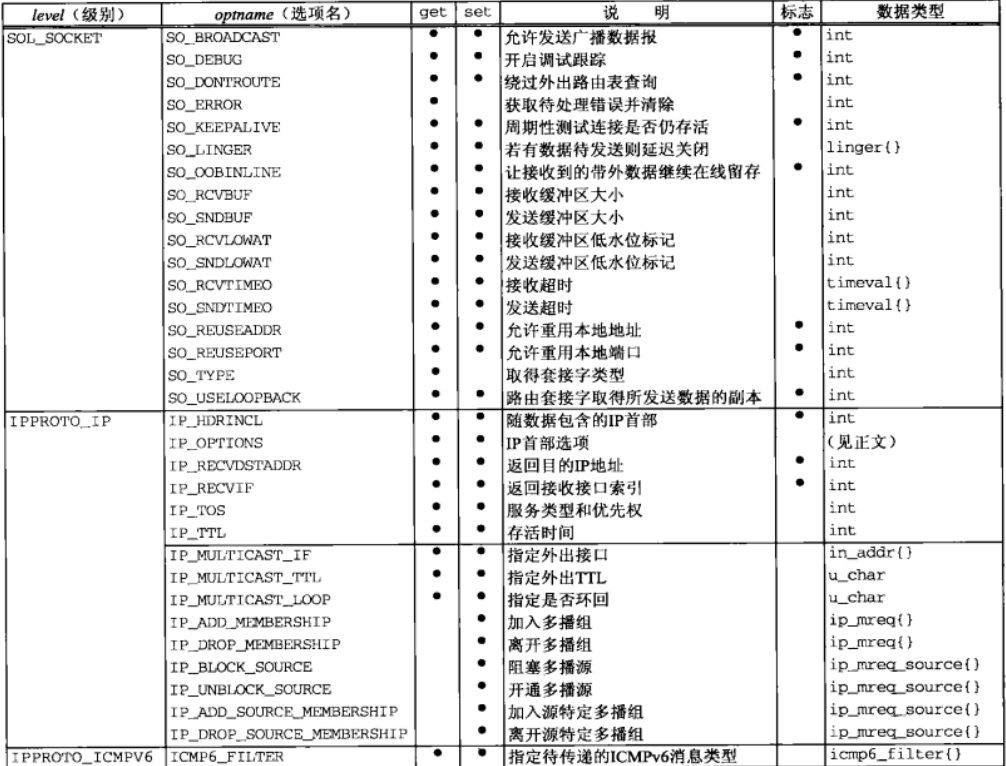 level（级别） optname（选项名） get set 说 明 标志 数据类型
SOL_SOCKET SO_BROADCAST • • 允许发送广播数据报 • int
SO_DEBUG • • 开启调试跟踪 • int
SO_DONTROUTE • • 绕过外出路由表查询 • int
SO_ERROR • 获取待处理错误并清除 int
SO_KEEPALIVE • • 周期性测试连接是否仍存活 • int
SO_LINGER • • 若有数据待发送则延迟关闭 linger{}
SO_OOBINLINE • • 让接收到的带外数据继续在线留存 • int
SO_RCVBUF • • 接收缓冲区大小 int
SO_SNDBUF • • 发送缓冲区大小 int
SO_RCVLOWAT • • 接收缓冲区低水位标记 int
SO_SNDLOWAT • • 发送缓冲区低水位标记 int
SO_RCVTIMEO • • 接收超时 timeval{}
SO_SNDTIMEO • • 发送超时 timeval{}
SO_REUSEADDR • • 允许重用本地地址 • int
SO_REUSEPORT • • 允许重用本地端口 • int
SO_TYPE • 取得套接字类型 int
SO_USELOOPBACK • • 路由套接字取得所发送数据的副本 • int
IPPROTO_IP IP_HDRINCL • • 随数据包含的IP首部 • int
IP_OPTIONS • • IP首部选项 （见正文）
IP_RECVDSTADDR • • 返回目的IP地址 • int
IP_RECVIF • • 返回接收接口索引 • int
IP_TOS • • 服务类型和优先权 int
IP_TTL • • 存活时间 int
IP_MULTICAST_IF • • 指定外出接口 in_addr{}
IP_MULTICAST_TTL • • 指定外出TTL u_char
IP_MULTICAST_LOOP • • 指定是否环回 u_char
IP_ADD_MEMBERSHIP • 加入多播组 ip_mreq{}
IP_DROP_MEMBERSHIP • 离开多播组 ip_mreq{}
IP_BLOCK_SOURCE • 阻塞多播源 ip_mreq_source{}
IP_UNBLOCK_SOURCE • 开通多播源 ip_mreq_source{}
IP_ADD_SOURCE_MEMBERSHIP • 加入源特定多播组 ip_mreq_source{}
IP_DROP_SOURCE_MEMBERSHIP • 离开源特定多播组 ip_mreq_source{}
IPPROTO_ICMPV6 ICMP6_FILTER • • 指定待传递的ICMPv6消息类型 icmp6_filter{}